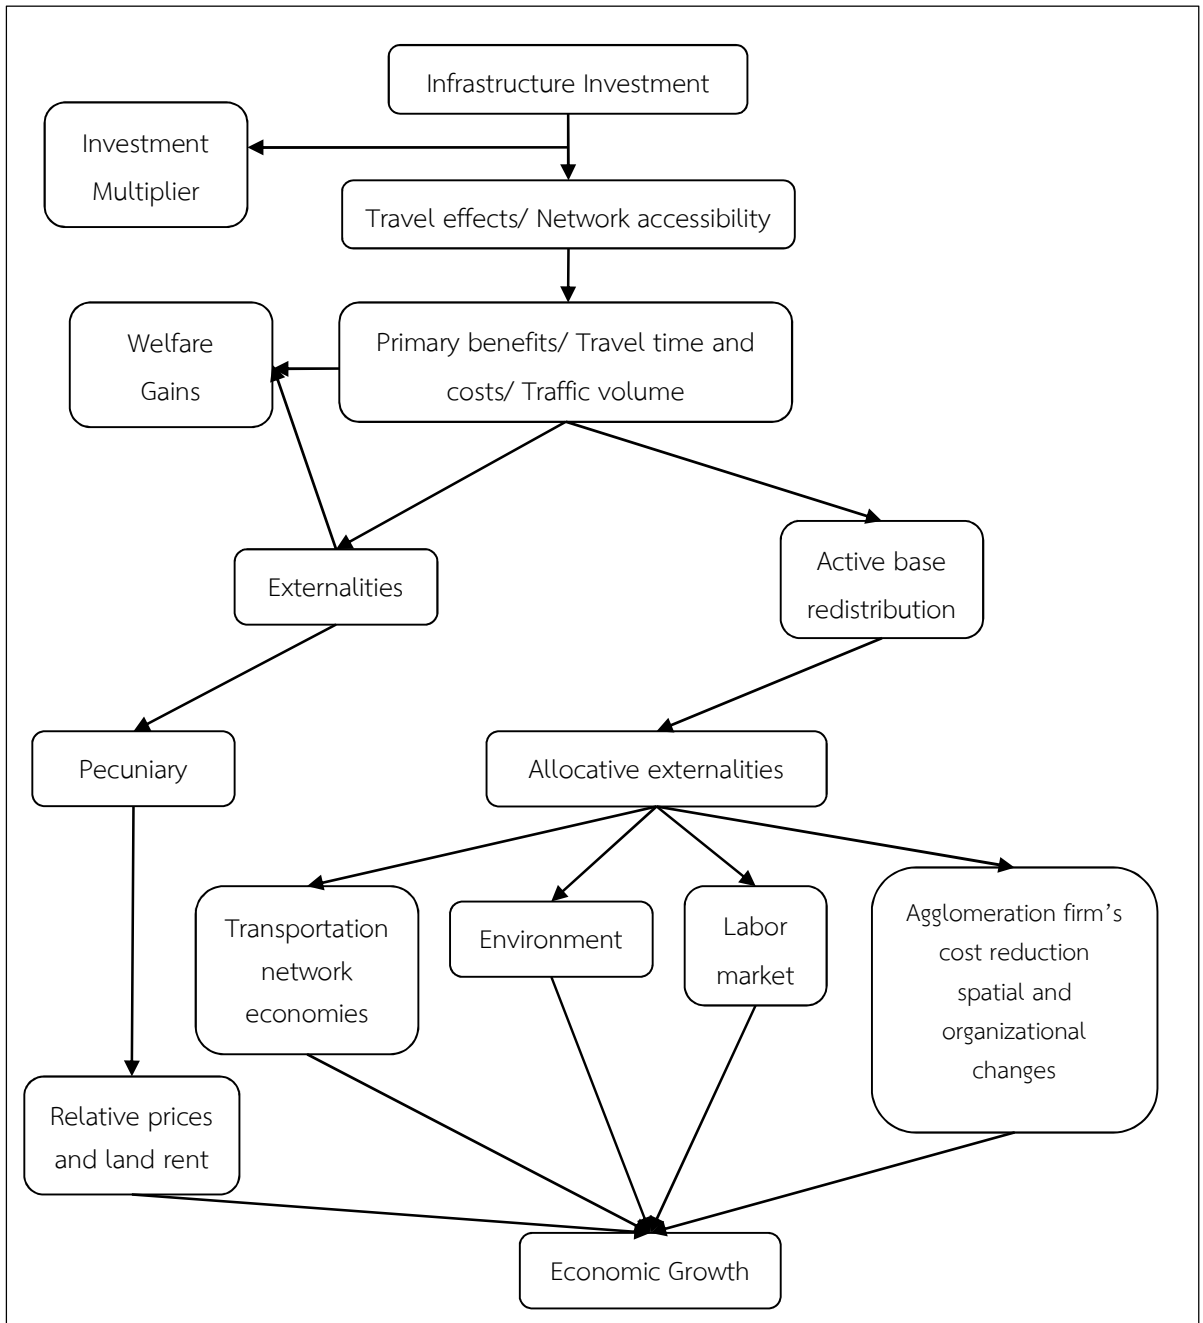 Infrastructure Investment
Investment
Multiplier
Travel effects/ Network accessibility
Welfare
Gains
Primary benefits/ Travel time and
costs/ Traffic volume
Externalities
Active base
redistribution
Pecuniary
Allocative externalities
Transportation
network
economies
Environment
Labor
market
Agglomeration firm's
cost reduction
spatial and
organizational
changes
Relative prices
and land rent
Economic Growth